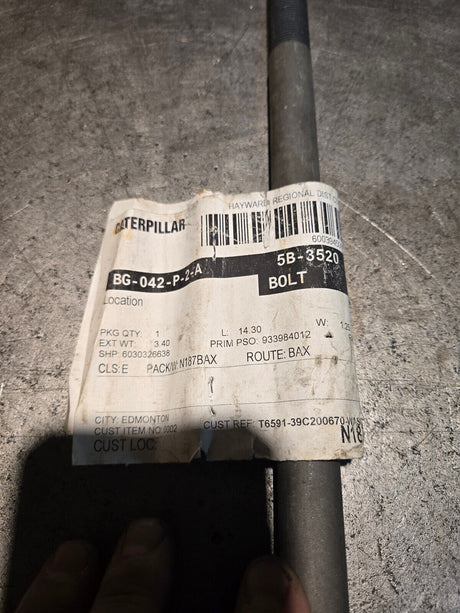 HAYWARD REGIONAL DIST
CATERPILLAR
5B-3520
BG-042-P-2-A
BOLT
Location
PKG QTY: 1 L: 14.30 W:
EXT WT: 3.40 PRIM PSO: 933984012
SHP: 6030326638
CLS:E PACK/W: N187BAX ROUTE: BAX
CITY: EDMONTON
CUST ITEM NO:0002 CUST REF: T6591-39C200670-
CUST LOC: